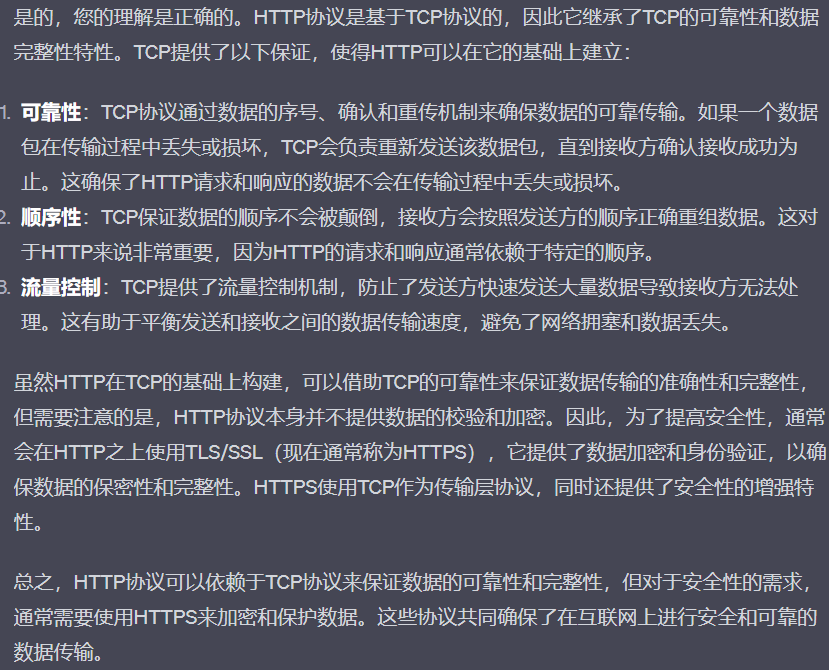 是的，您的理解是正确的。HTTP协议是基于TCP协议的，因此它继承了TCP的可靠性和数据
完整性特性。TCP提供了以下保证，使得HTTP可以在它的基础上建立：
1. 可靠性：TCP协议通过数据的序号、确认和重传机制来确保数据的可靠传输。如果一个数据
包在传输过程中丢失或损坏，TCP会负责重新发送该数据包，直到接收方确认接收成功为
止。这确保了HTTP请求和响应的数据不会在传输过程中丢失或损坏。
2. 顺序性：TCP保证数据的顺序不会被颠倒，接收方会按照发送方的顺序正确重组数据。这对
于HTTP来说非常重要，因为HTTP的请求和响应通常依赖于特定的顺序。
3. 流量控制：TCP提供了流量控制机制，防止了发送方快速发送大量数据导致接收方无法处
理。这有助于平衡发送和接收之间的数据传输速度，避免了网络拥塞和数据丢失。
虽然HTTP在TCP的基础上构建，可以借助TCP的可靠性来保证数据传输的准确性和完整性，
但需要注意的是，HTTP协议本身并不提供数据的校验和加密。因此，为了提高安全性，通常
会在HTTP之上使用TLS/SSL（现在通常称为HTTPS），它提供了数据加密和身份验证，以确
保数据的保密性和完整性。HTTPS使用TCP作为传输层协议，同时还提供了安全性的增强特
性。
总之，HTTP协议可以依赖于TCP协议来保证数据的可靠性和完整性，但对于安全性的需求，
通常需要使用HTTPS来加密和保护数据。这些协议共同确保了在互联网上进行安全和可靠的
数据传输。